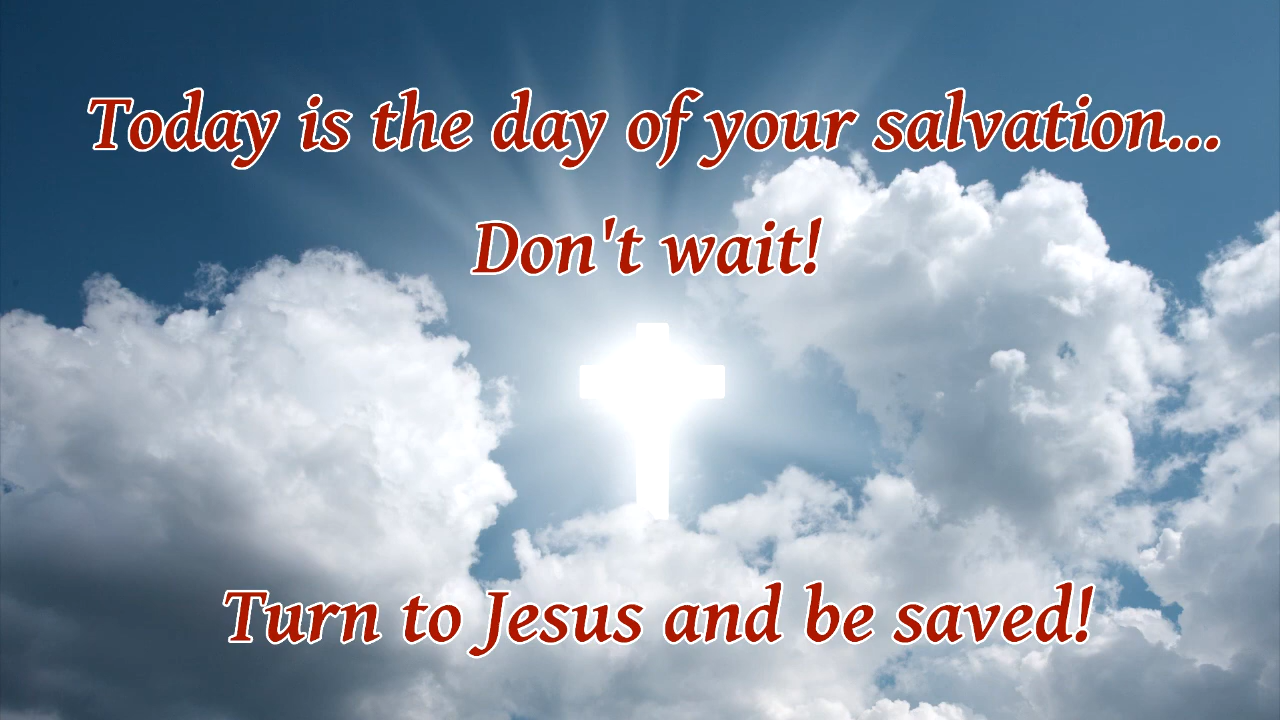 Today is the day of your salvation...
Don't wait!
Turn to Jesus and be saved!